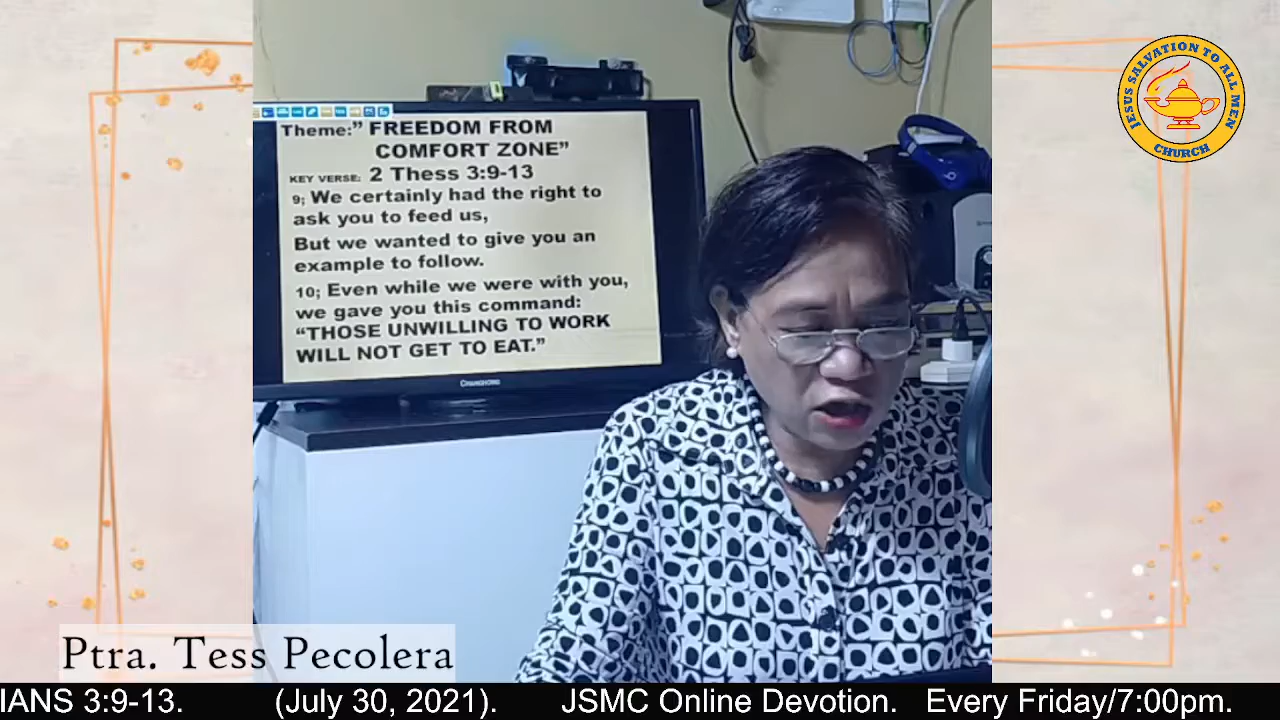 JESUS SALVATION TO ALL MEN
CHURCH
Theme:” FREEDOM FROM
COMFORT ZONE”
KEY VERSE: 2 Thess 3:9-13
9; We certainly had the right to
ask you to feed us,
But we wanted to give you an
example to follow.
10; Even while we were with you,
we gave you this command:
“THOSE UNWILLING TO WORK
WILL NOT GET TO EAT.”
CHANGHONG
Ptra. Tess Pecolera
IANS 3:9-13. (July 30, 2021). JSMC Online Devotion. Every Friday/7:00pm.